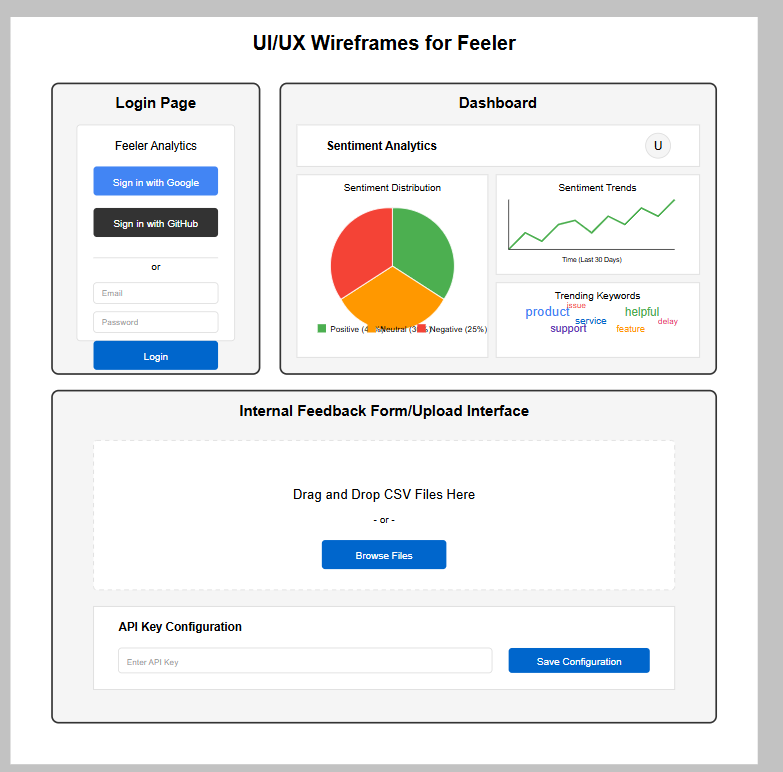 UI/UX Wireframes for Feeler
Login Page
Feeler Analytics
Sign in with Google
Sign in with GitHub
or
Email
Password
Login
Dashboard
Sentiment Analytics
U
Sentiment Distribution
Positive (4 Neutral (3 Negative (25%)
Sentiment Trends
Time (Last 30 Days)
Trending Keywords
issue
product helpful
service delay
support feature
Internal Feedback Form/Upload Interface
Drag and Drop CSV Files Here
- or -
Browse Files
API Key Configuration
Enter API Key
Save Configuration